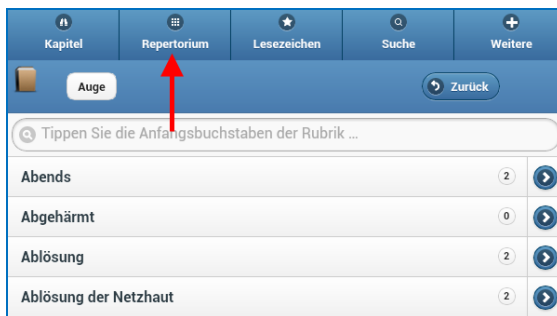 Kapitel Repertorium Lesezeichen Suche Weitere
Auge Zurück
Tippen Sie die Anfangsbuchstaben der Rubrik ...
Abends 2
Abgehärmt 0
Ablösung 2
Ablösung der Netzhaut 2